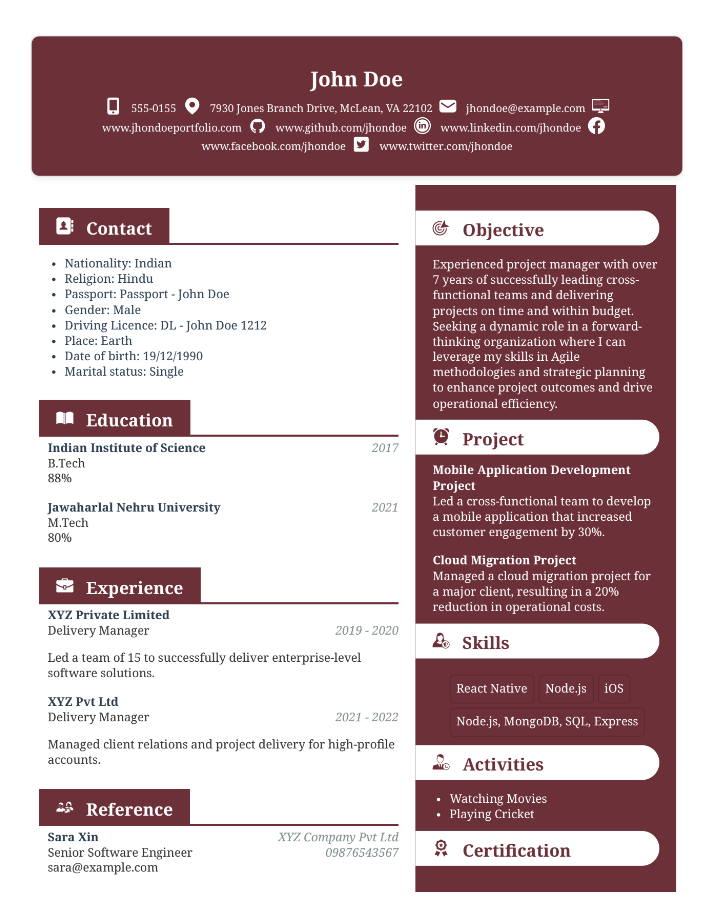 John Doe
555-0155 7930 Jones Branch Drive, McLean, VA 22102 jhondoe@example.com
www.jhondoeportfolio.com www.github.com/jhondoe www.linkedin.com/jhondoe
www.facebook.com/jhondoe www.twitter.com/jhondoe
Contact
Nationality: Indian
Religion: Hindu
Passport: Passport - John Doe
Gender: Male
Driving Licence: DL - John Doe 1212
Place: Earth
Date of birth: 19/12/1990
Marital status: Single
Education
Indian Institute of Science 2017
B.Tech
88%
Jawaharlal Nehru University 2021
M.Tech
80%
Experience
XYZ Private Limited
Delivery Manager 2019 - 2020
Led a team of 15 to successfully deliver enterprise-level
software solutions.
XYZ Pvt Ltd
Delivery Manager 2021 - 2022
Managed client relations and project delivery for high-profile
accounts.
Reference
Sara Xin XYZ Company Pvt Ltd
Senior Software Engineer 09876543567
sara@example.com
Objective
Experienced project manager with over
7 years of successfully leading cross-
functional teams and delivering
projects on time and within budget.
Seeking a dynamic role in a forward-
thinking organization where I can
leverage my skills in Agile
methodologies and strategic planning
to enhance project outcomes and drive
operational efficiency.
Project
Mobile Application Development
Project
Led a cross-functional team to develop
a mobile application that increased
customer engagement by 30%.
Cloud Migration Project
Managed a cloud migration project for
a major client, resulting in a 20%
reduction in operational costs.
Skills
React Native Node.js iOS
Node.js, MongoDB, SQL, Express
Activities
Watching Movies
Playing Cricket
Certification